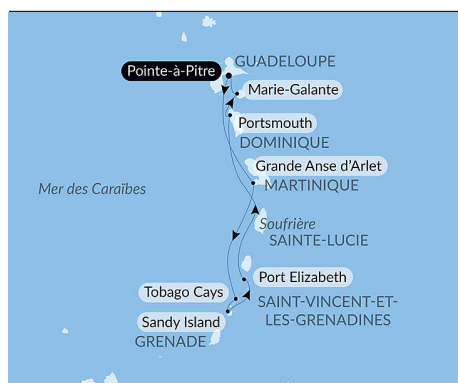 GUADELOUPE
Pointe-à-Pitre
Marie-Galante
Portsmouth
DOMINIQUE
Grande Anse d'Arlet
MARTINIQUE
Mer des Caraïbes
Soufrière
SAINTE-LUCIE
Port Elizabeth
Tobago Cays
SAINT-VINCENT-ET-
LES-GRENADINES
Sandy Island
GRENADE